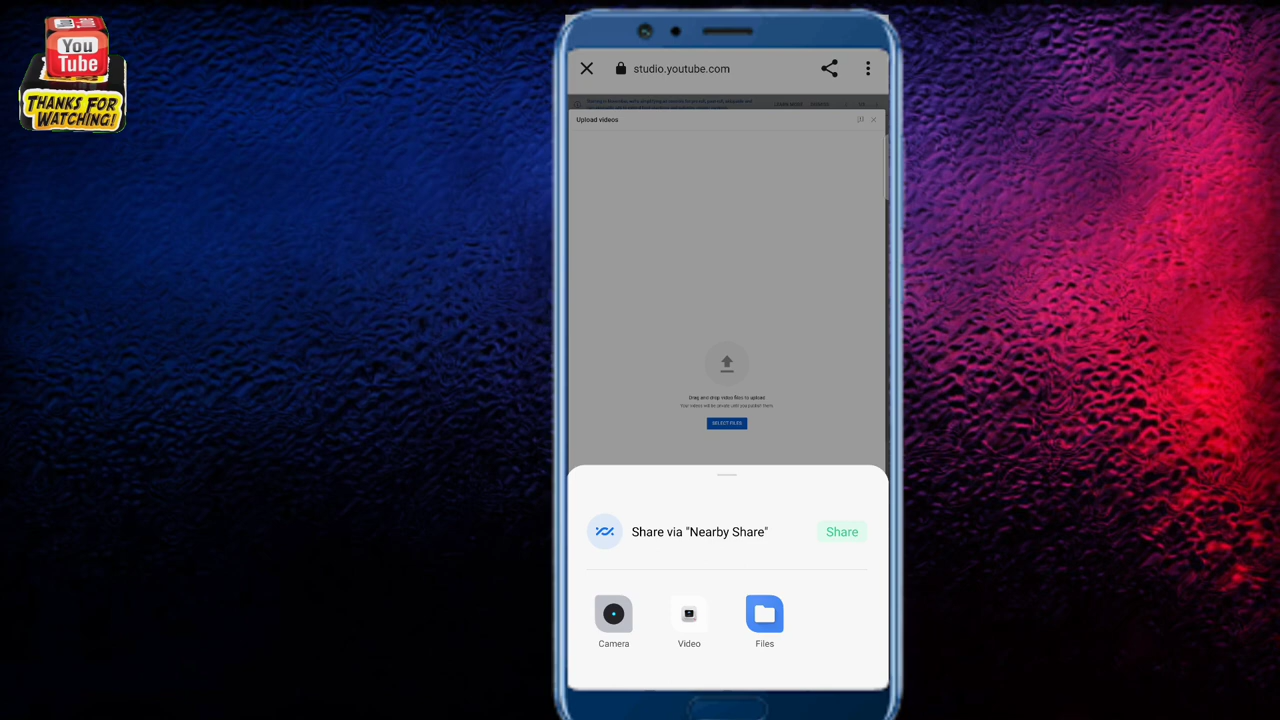 You
Tube
THANKS FOR
WATCHING!
studio.youtube.com
Upload videos
Drag and drop video files to upload
Your videos will be private until you publish them.
SELECT FILES
Share via "Nearby Share"
Share
Camera
Video
Files